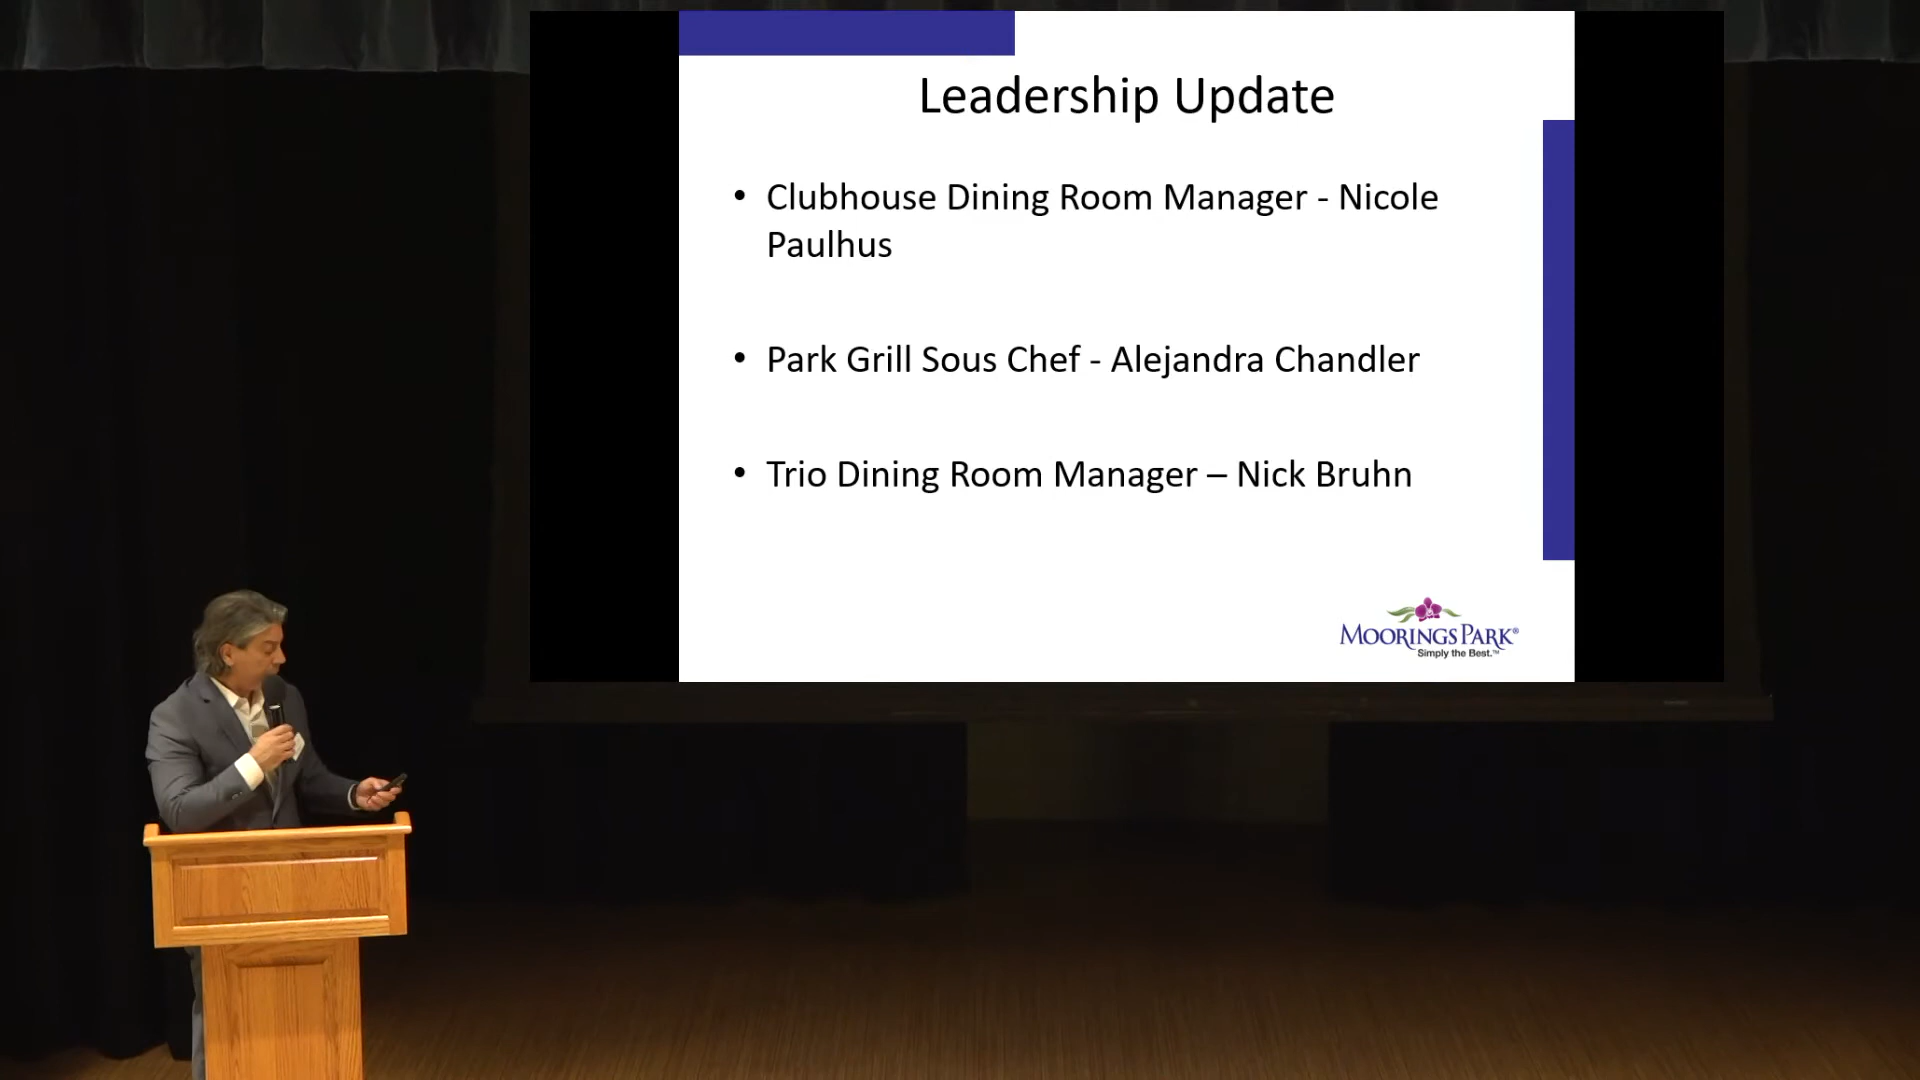 Leadership Update
• Clubhouse Dining Room Manager - Nicole
Paulhus
• Park Grill Sous Chef - Alejandra Chandler
• Trio Dining Room Manager – Nick Bruhn
MOORINGS PARK®
Simply the Best.™